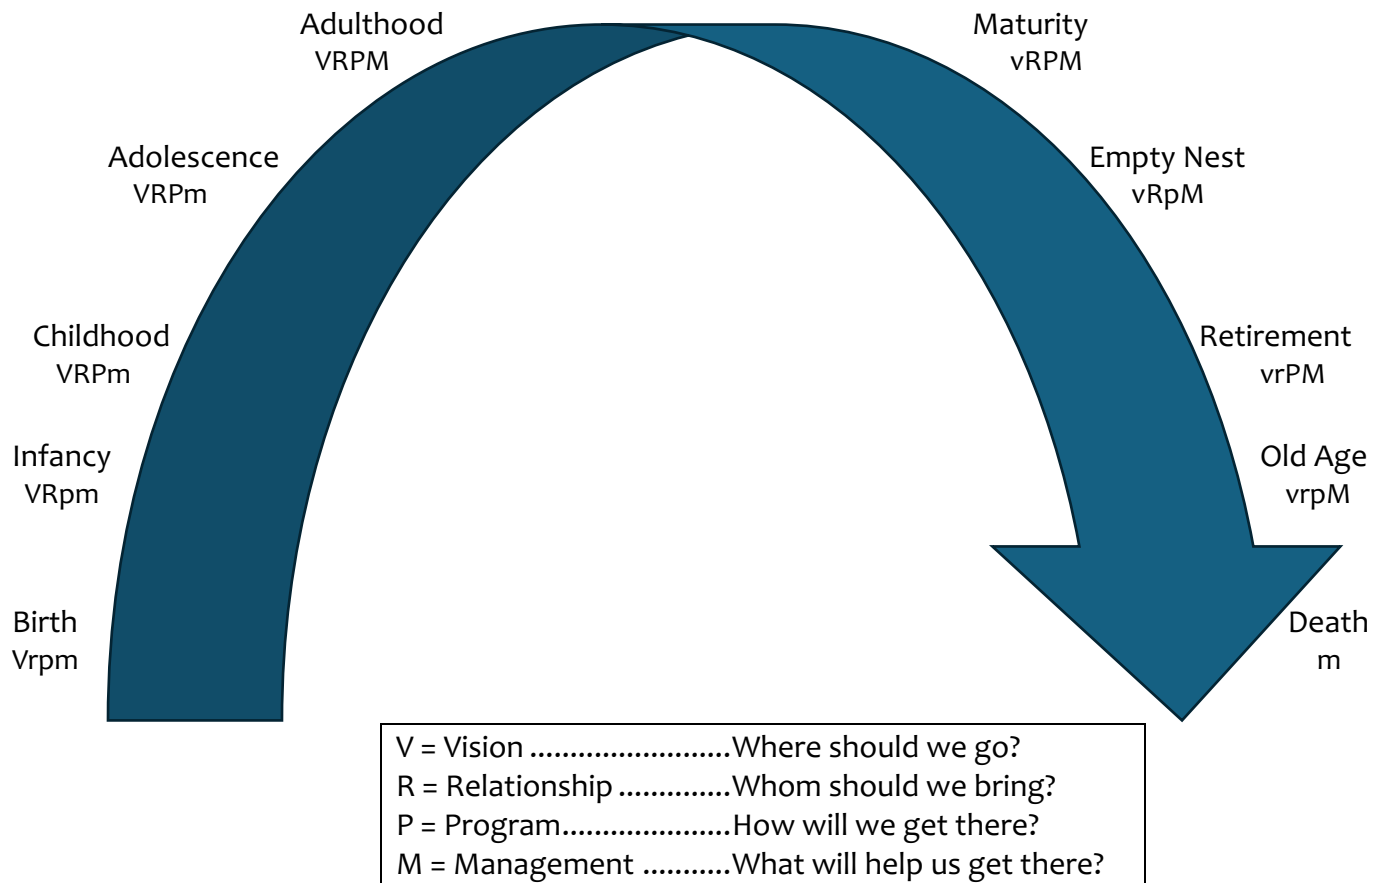 Adulthood
VRPM
Maturity
vRPM
Adolescence
VRPm
Empty Nest
vRpM
Childhood
VRPm
Retirement
vrPM
Infancy
VRpm
Old Age
vrpM
Birth
Vrpm
Death
m
V = Vision ........................Where should we go?
R = Relationship .............Whom should we bring?
P = Program....................How will we get there?
M = Management ...........What will help us get there?